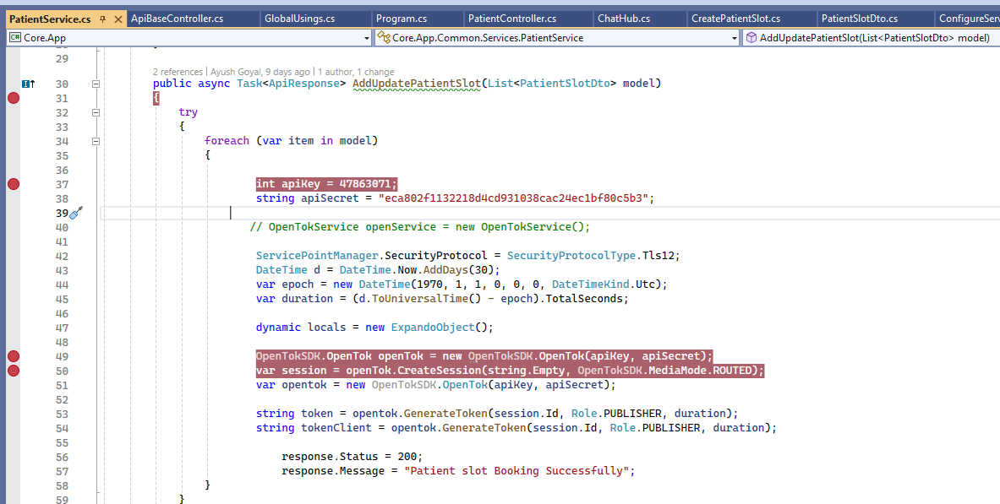 PatientService.cs ApiBaseController.cs GlobalUsings.cs Program.cs PatientController.cs ChatHub.cs CreatePatientSlot.cs PatientSlotDto.cs ConfigureServ
C# Core.App Core.App.Common.Services.PatientService AddUpdatePatientSlot(List<PatientSlotDto> model)
29
2 references | Ayush Goyal, 9 days ago | 1 author, 1 change
30 public async Task<ApiResponse> AddUpdatePatientSlot(List<PatientSlotDto> model)
31 {
32 try
33 {
34 foreach (var item in model)
35 {
36
37 int apiKey = 47863071;
38 string apiSecret = "eca802f1132218d4cd931038cac24ec1bf80c5b3";
39
40 // OpenTokService openService = new OpenTokService();
41
42 ServicePointManager.SecurityProtocol = SecurityProtocolType.Tls12;
43 DateTime d = DateTime.Now.AddDays(30);
44 var epoch = new DateTime(1970, 1, 1, 0, 0, 0, DateTimeKind.Utc);
45 var duration = (d.ToUniversalTime() - epoch).TotalSeconds;
46
47 dynamic locals = new ExpandoObject();
48
49 OpenTokSDK.OpenTok openTok = new OpenTokSDK.OpenTok(apiKey, apiSecret);
50 var session = openTok.CreateSession(string.Empty, OpenTokSDK.MediaMode.ROUTED);
51 var opentok = new OpenTokSDK.OpenTok(apiKey, apiSecret);
52
53 string token = opentok.GenerateToken(session.Id, Role.PUBLISHER, duration);
54 string tokenClient = opentok.GenerateToken(session.Id, Role.PUBLISHER, duration);
55
56 response.Status = 200;
57 response.Message = "Patient slot Booking Successfully";
58 }
59 }